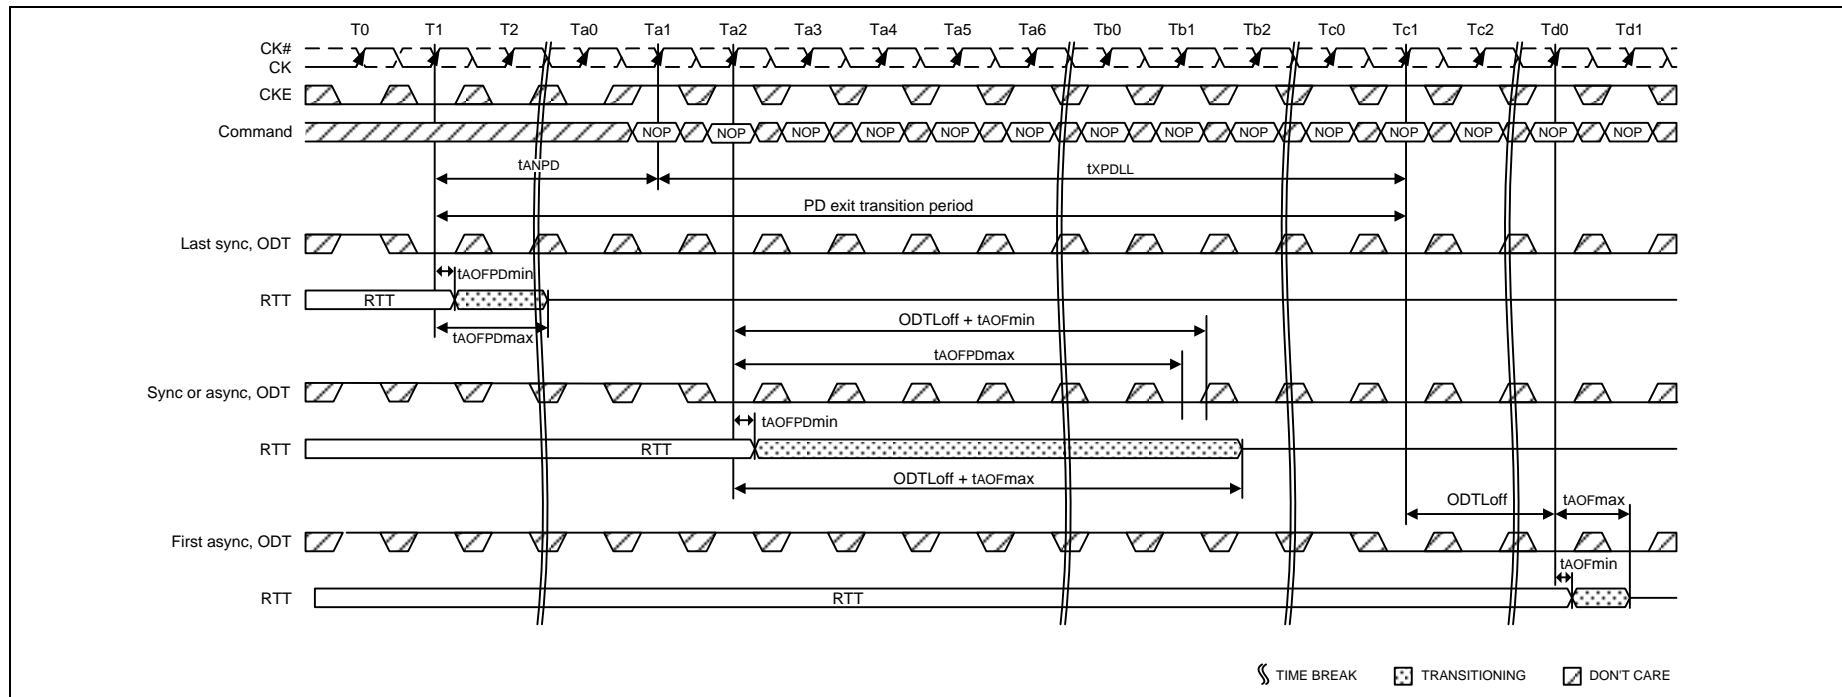 T0 T1 T2 Ta0 Ta1 Ta2 Ta3 Ta4 Ta5 Ta6 Tb0 Tb1 Tb2 Tc0 Tc1 Tc2 Td0 Td1
CK#
CK
CKE
Command NOP NOP NOP NOP NOP NOP NOP NOP NOP NOP NOP NOP NOP NOP
tANPD tXPDLL
PD exit transition period
Last sync, ODT
tAOFPDmin
RTT RTT
tAOFPDmax
ODTLoff + tAOFmin
tAOFPDmax
Sync or async, ODT
tAOFPDmin
RTT RTT
ODTLoff + tAOFmax
ODTLoff tAOFmax
First async, ODT
tAOFmin
RTT RTT
TIME BREAK TRANSITIONING DON'T CARE